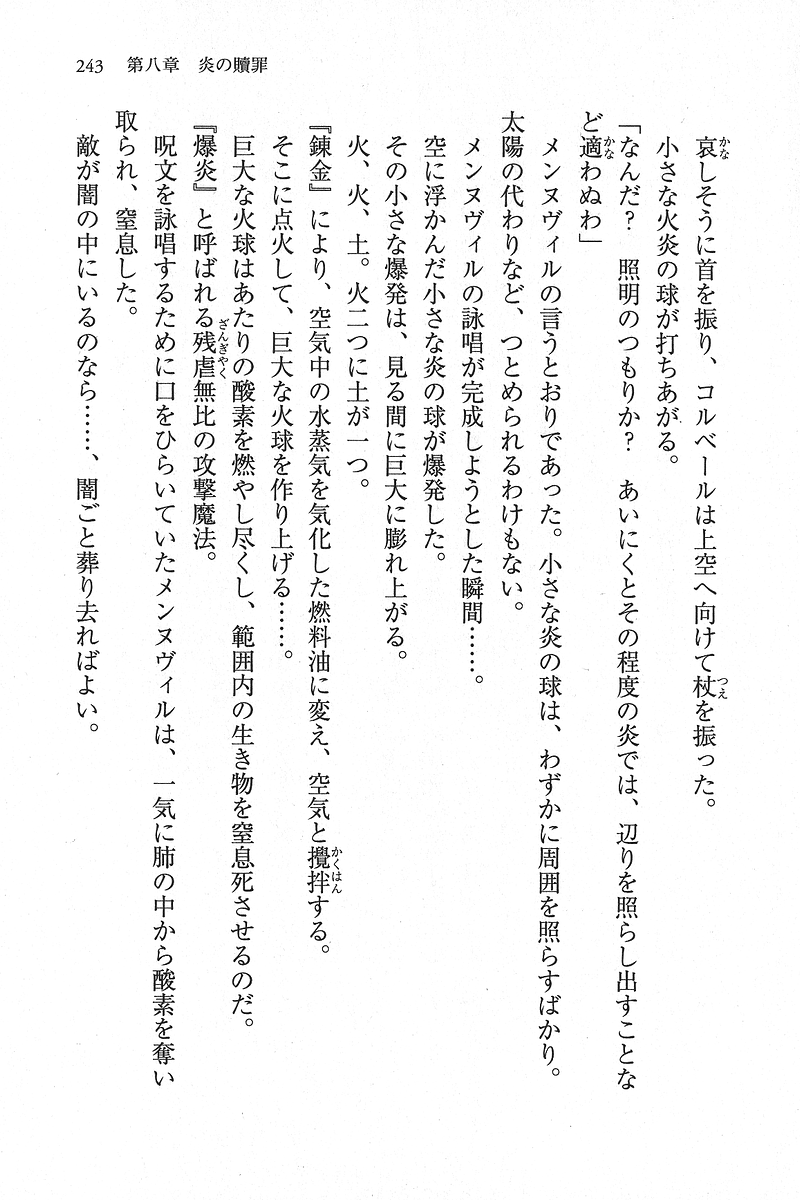 243　第八章　炎の贖罪
哀しそうに首を振り、コルベールは上空へ向けて杖を振った。
小さな火炎の球が打ちあがる。
「なんだ？　照明のつもりか？　あいにくとその程度の炎では、辺りを照らし出すことな
ど適わぬわ」
メンヌヴィルの言うとおりであった。小さな炎の球は、わずかに周囲を照らすばかり。
太陽の代わりなど、つとめられるわけもない。
メンヌヴィルの詠唱が完成しようとした瞬間……。
空に浮かんだ小さな炎の球が爆発した。
その小さな爆発は、見る間に巨大に膨れ上がる。
火、火、土。火二つに土が一つ。
『錬金』により、空気中の水蒸気を気化した燃料油に変え、空気と攪拌する。
そこに点火して、巨大な火球を作り上げる……。
巨大な火球はあたりの酸素を燃やし尽くし、範囲内の生き物を窒息死させるのだ。
『爆炎』と呼ばれる残虐無比の攻撃魔法。
呪文を詠唱するために口をひらいていたメンヌヴィルは、一気に肺の中から酸素を奪い
取られ、窒息した。
敵が闇の中にいるのなら……、闇ごと葬り去ればよい。